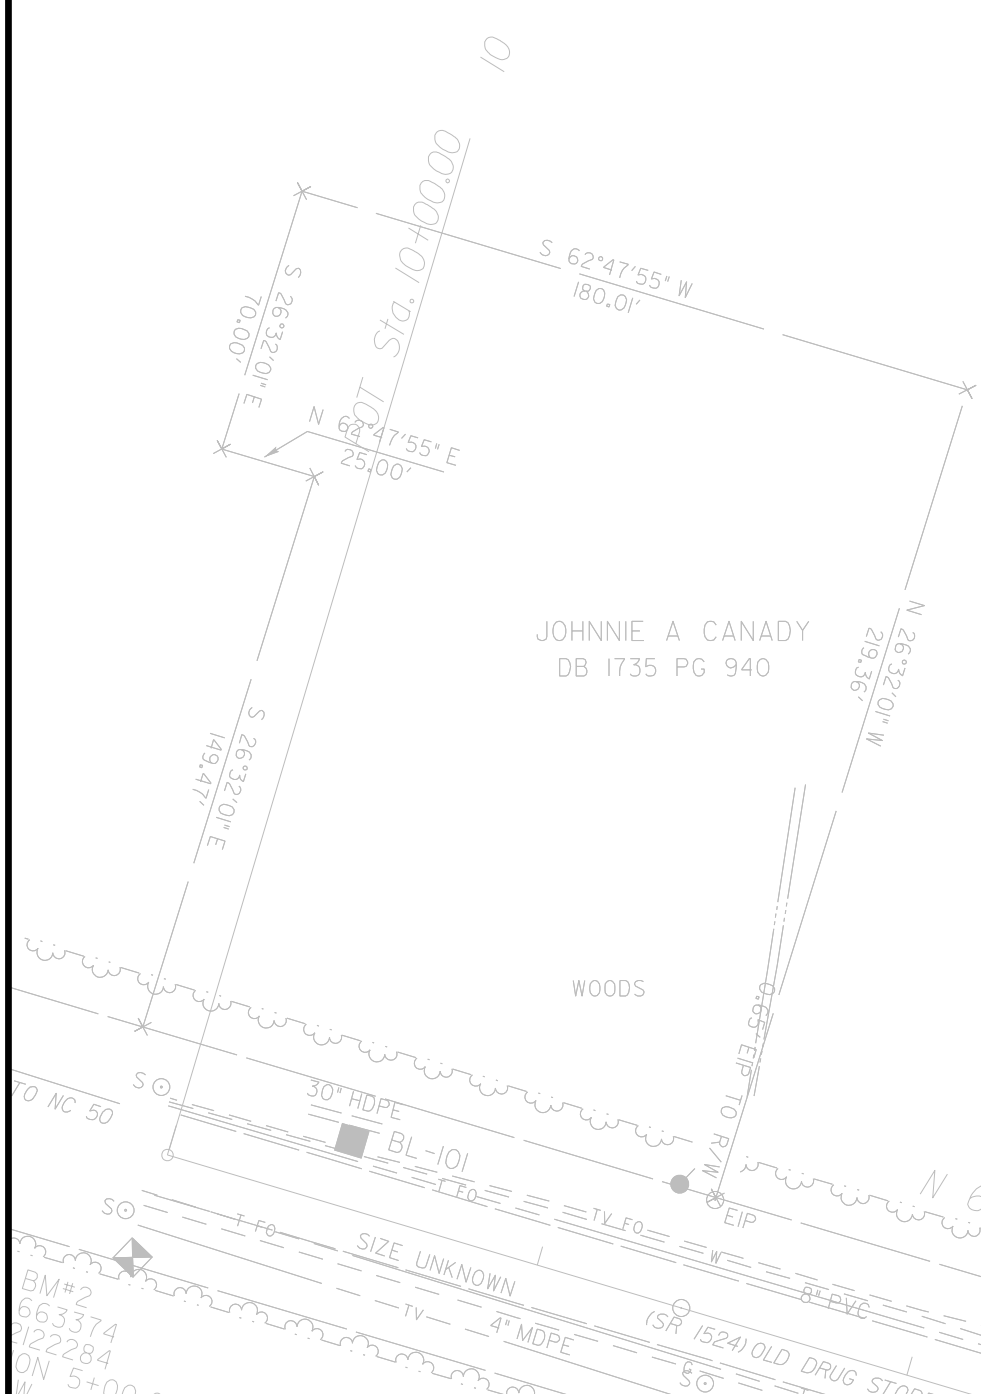 10
POT Sta. 10+00.00
S 62°47'55" W
180.01'
S 26°32'01" E
70.00'
N 62°47'55" E
25.00'
JOHNNIE A CANADY
DB 1735 PG 940
N 26°32'01" W
219.36'
S 26°32'01" E
149.47'
WOODS
0.65' EIP TO R/W
S
TO NC 50
30" HDPE
BL-101
T FO
N 6
EIP
S
T FO
TV FO
W
SIZE UNKNOWN
8" PVC
BM#2
663374
2122284
ON 5+00
W
TV
4" MDPE
(SR 1524) OLD DRUG STOR
G
S